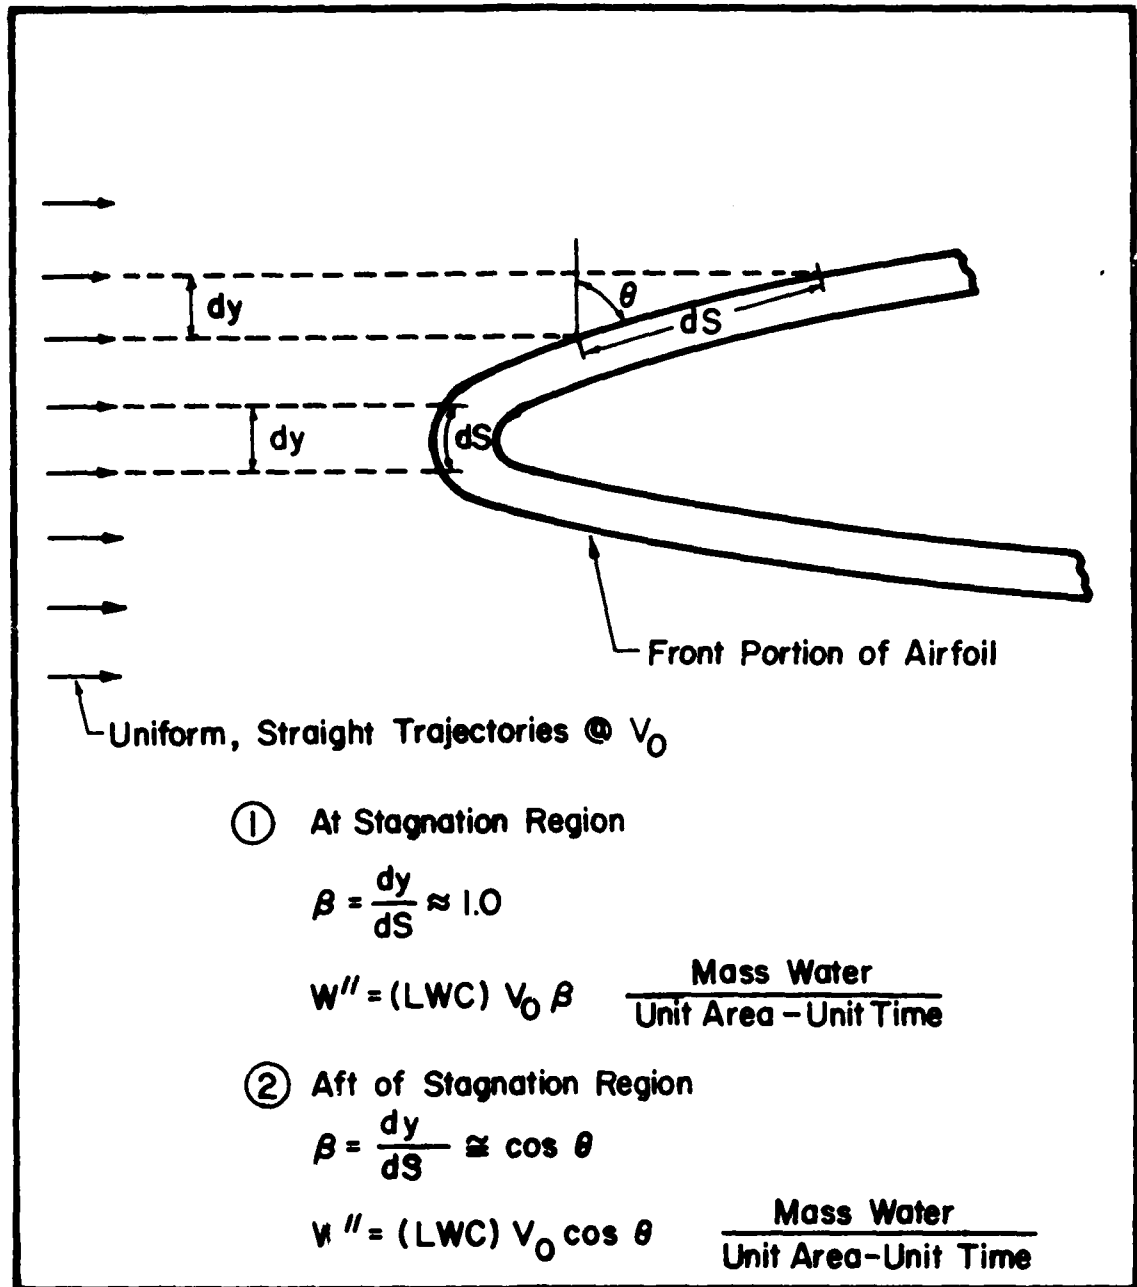 θ
dy
dS
dy
dS
Front Portion of Airfoil
Uniform, Straight Trajectories @ V₀
① At Stagnation Region
β = dy/dS ≈ 1.0
W″ = (LWC) V₀ β Mass Water / Unit Area – Unit Time
② Aft of Stagnation Region
β = dy/dS ≅ cos θ
W″ = (LWC) V₀ cos θ Mass Water / Unit Area–Unit Time